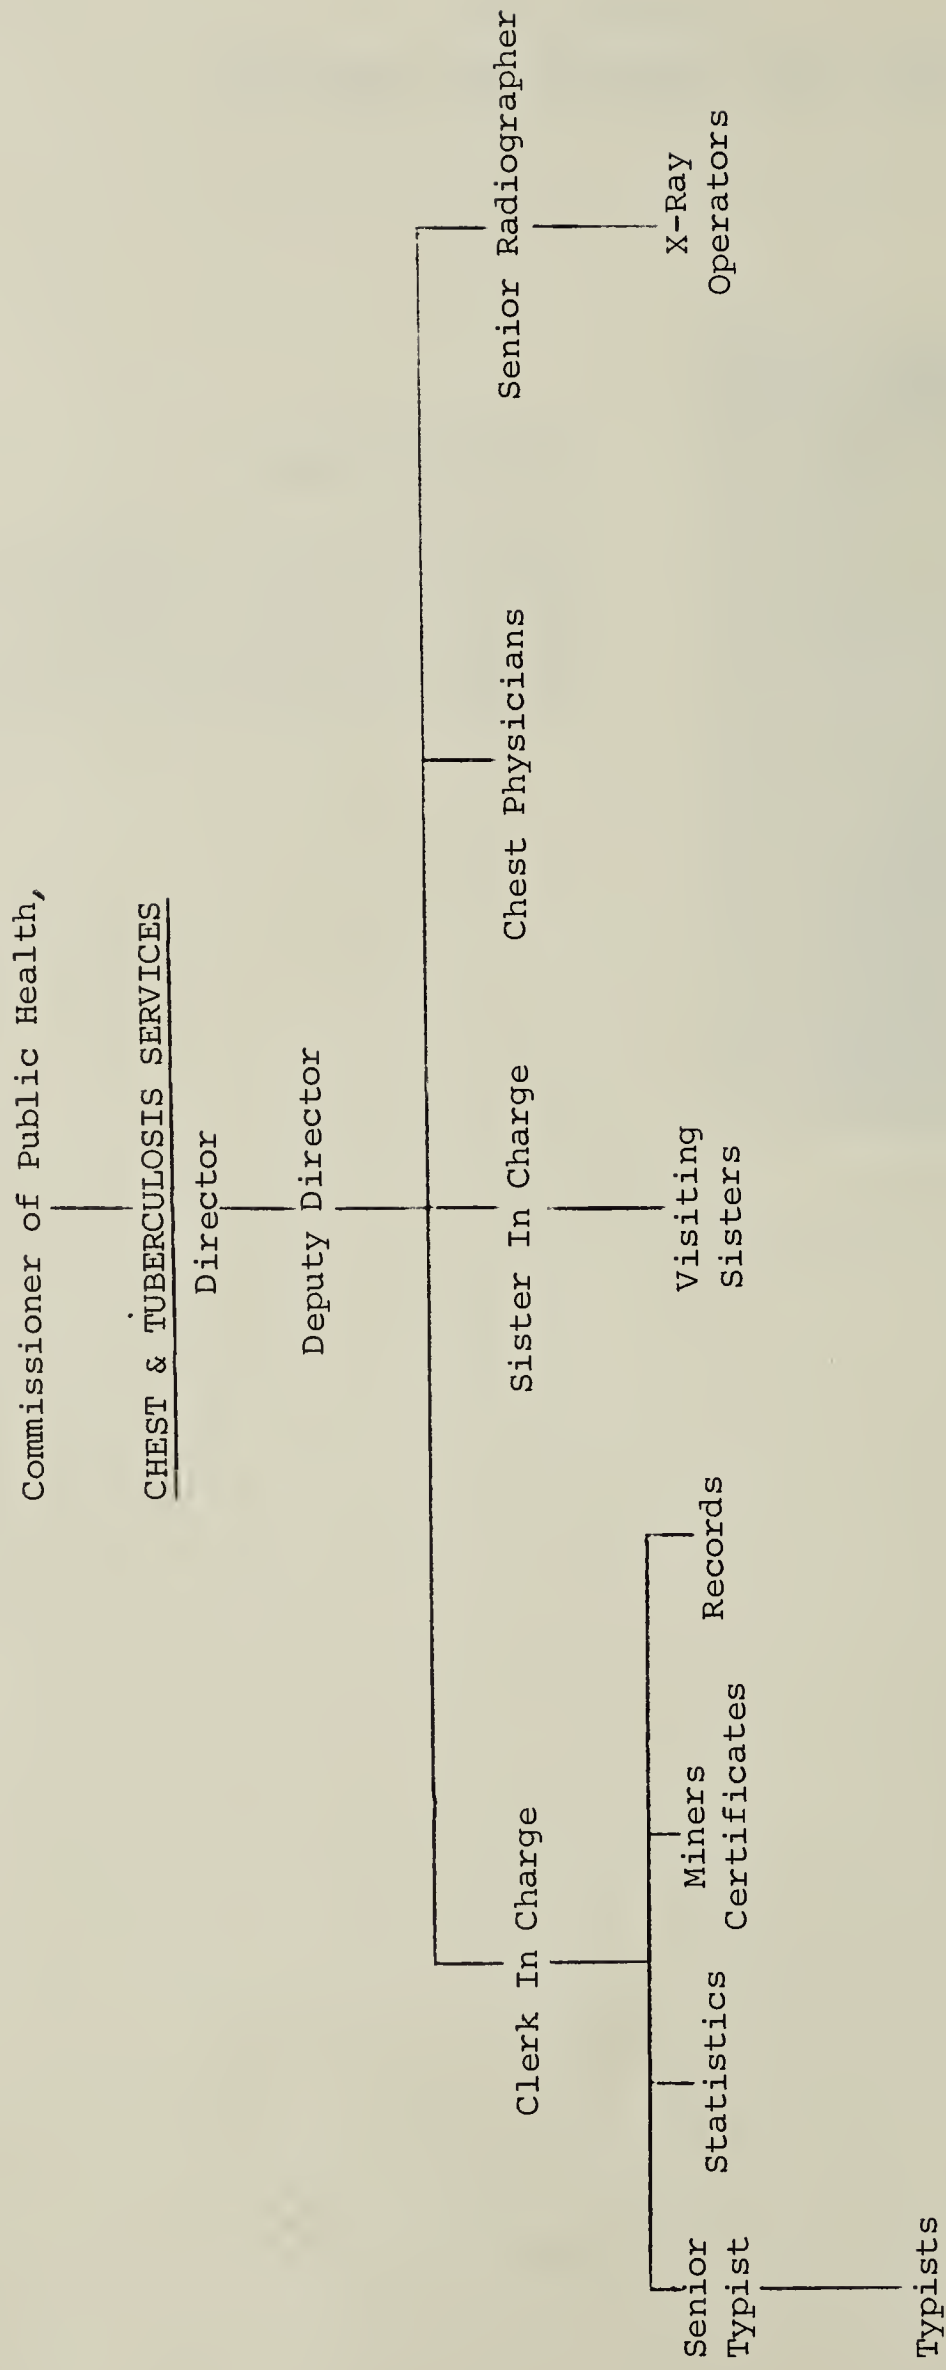 Commissioner of Public Health,
CHEST & TUBERCULOSIS SERVICES
Director
Deputy Director
Clerk In Charge
Sister In Charge
Chest Physicians
Senior Radiographer
Senior
Typist
Statistics
Miners
Certificates
Records
Visiting
Sisters
X-Ray
Operators
Typists